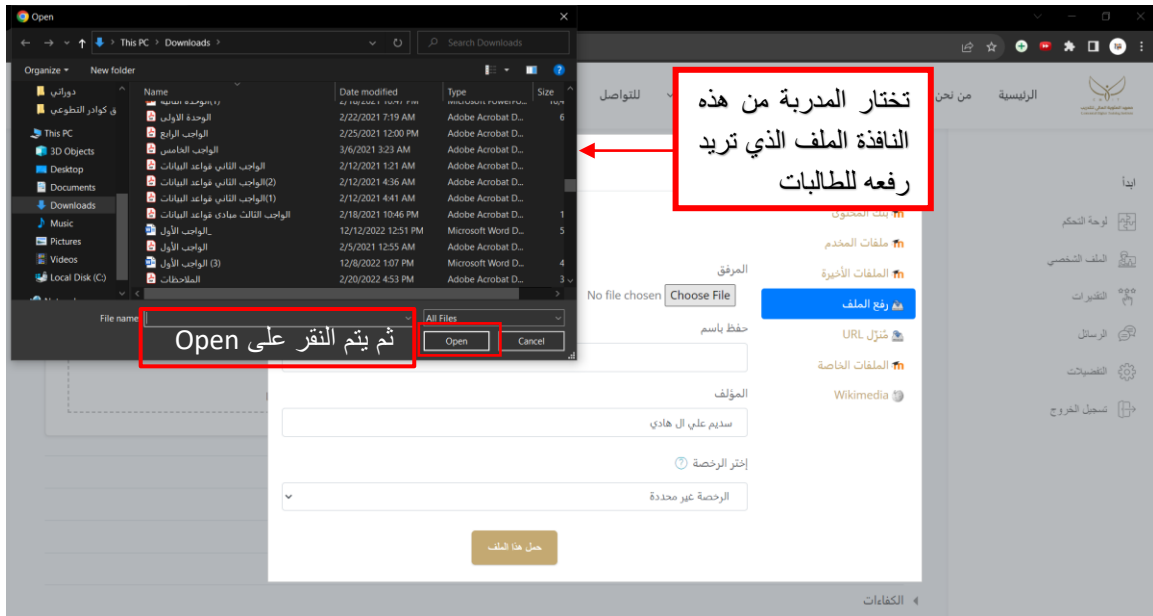 Open
This PC > Downloads >
Search Downloads
Organize
New folder
Name
Date modified
Type
Size
دوراتي
ق كوادر التطوعي
This PC
3D Objects
Desktop
Documents
Downloads
Music
Pictures
Videos
Local Disk (C:)
2/22/2021 7:19 AM Adobe Acrobat D... 6 الوحدة الاولى
2/25/2021 12:00 PM Adobe Acrobat D... الواجب الرابع
3/6/2021 3:23 AM Adobe Acrobat D... الواجب الخامس
2/12/2021 1:21 AM Adobe Acrobat D... الواجب الثاني قواعد البيانات
2/12/2021 4:36 AM Adobe Acrobat D... الواجب الثاني قواعد البيانات(2)
2/12/2021 4:41 AM Adobe Acrobat D... الواجب الثاني قواعد البيانات(1)
2/18/2021 10:46 PM Adobe Acrobat D... 1 الواجب الثالث مبادى قواعد البيانات
12/12/2022 12:51 PM Microsoft Word D... 5 الواجب الأول_
2/5/2021 12:55 AM Adobe Acrobat D... الواجب الأول
12/8/2022 1:07 PM Microsoft Word D... 4 الواجب الأول (3)
2/20/2022 4:53 PM Adobe Acrobat D... 3 الملاحظات
File name
All Files
Open
Cancel
ثم يتم النقر على Open
تختار المدربة من هذه
النافذة الملف الذي تريد
رفعه للطالبات
الرئيسية
من نحن
للتواصل
ابدأ
لوحة التحكم
الملف الشخصي
التقديرات
الرسائل
التفضيلات
تسجيل الخروج
بنك المحتوى
ملفات المخدم
الملفات الأخيرة
رفع الملف
مُنزّل URL
الملفات الخاصة
Wikimedia
المرفق
Choose File No file chosen
حفظ باسم
المؤلف
سديم علي ال هادي
إختر الرخصة
الرخصة غير محددة
حمل هذا الملف
الكفاءات